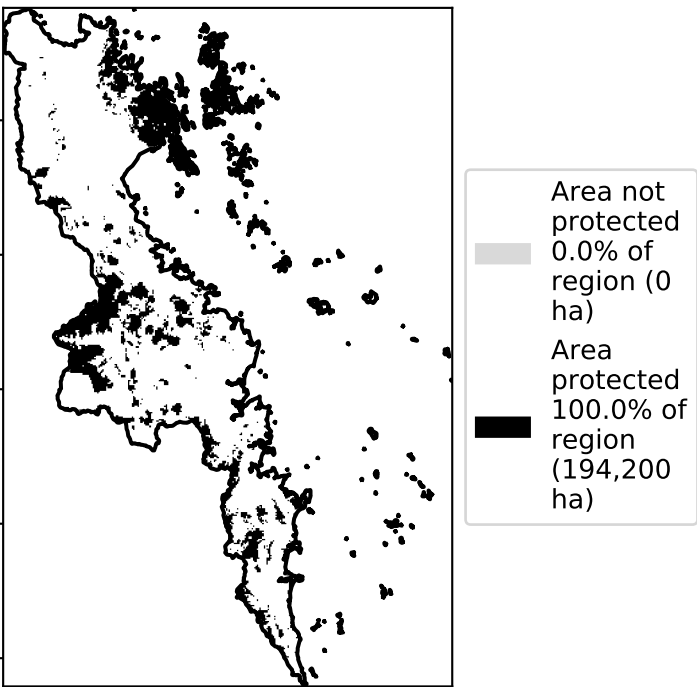 Area not
protected
0.0% of
region (0
ha)
Area
protected
100.0% of
region
(194,200
ha)